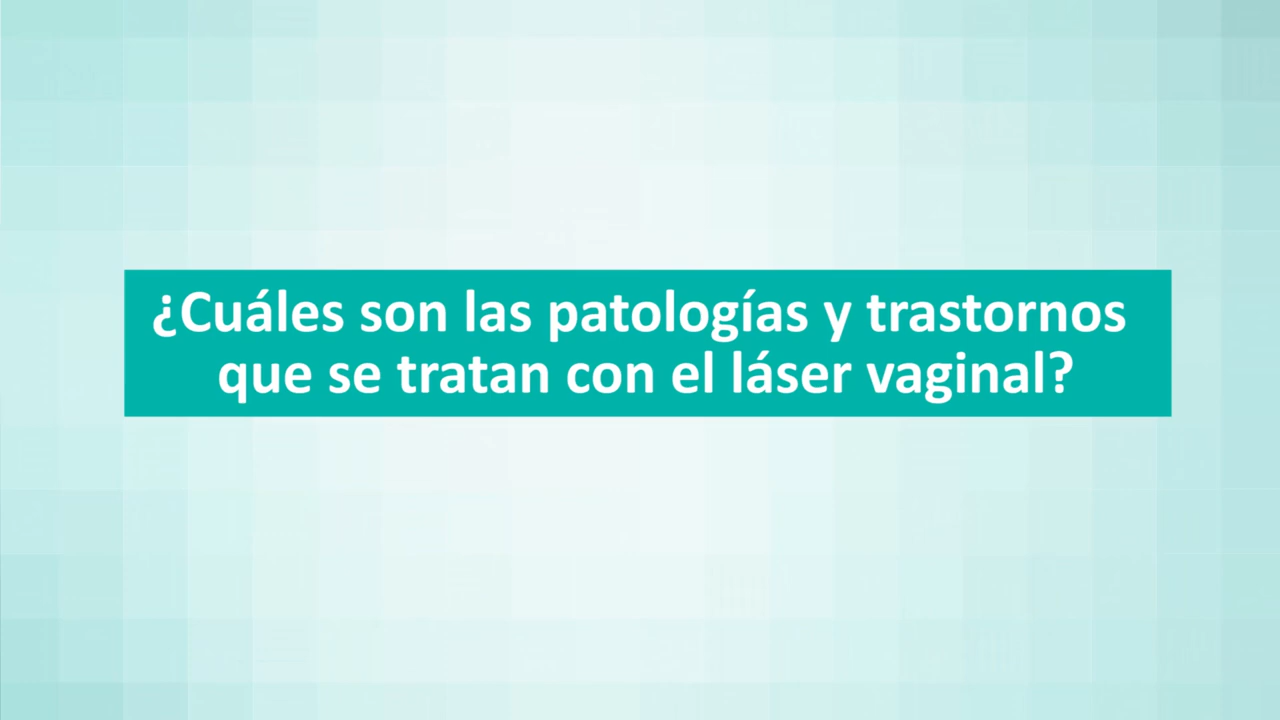 ¿Cuáles son las patologías y trastornos
que se tratan con el láser vaginal?